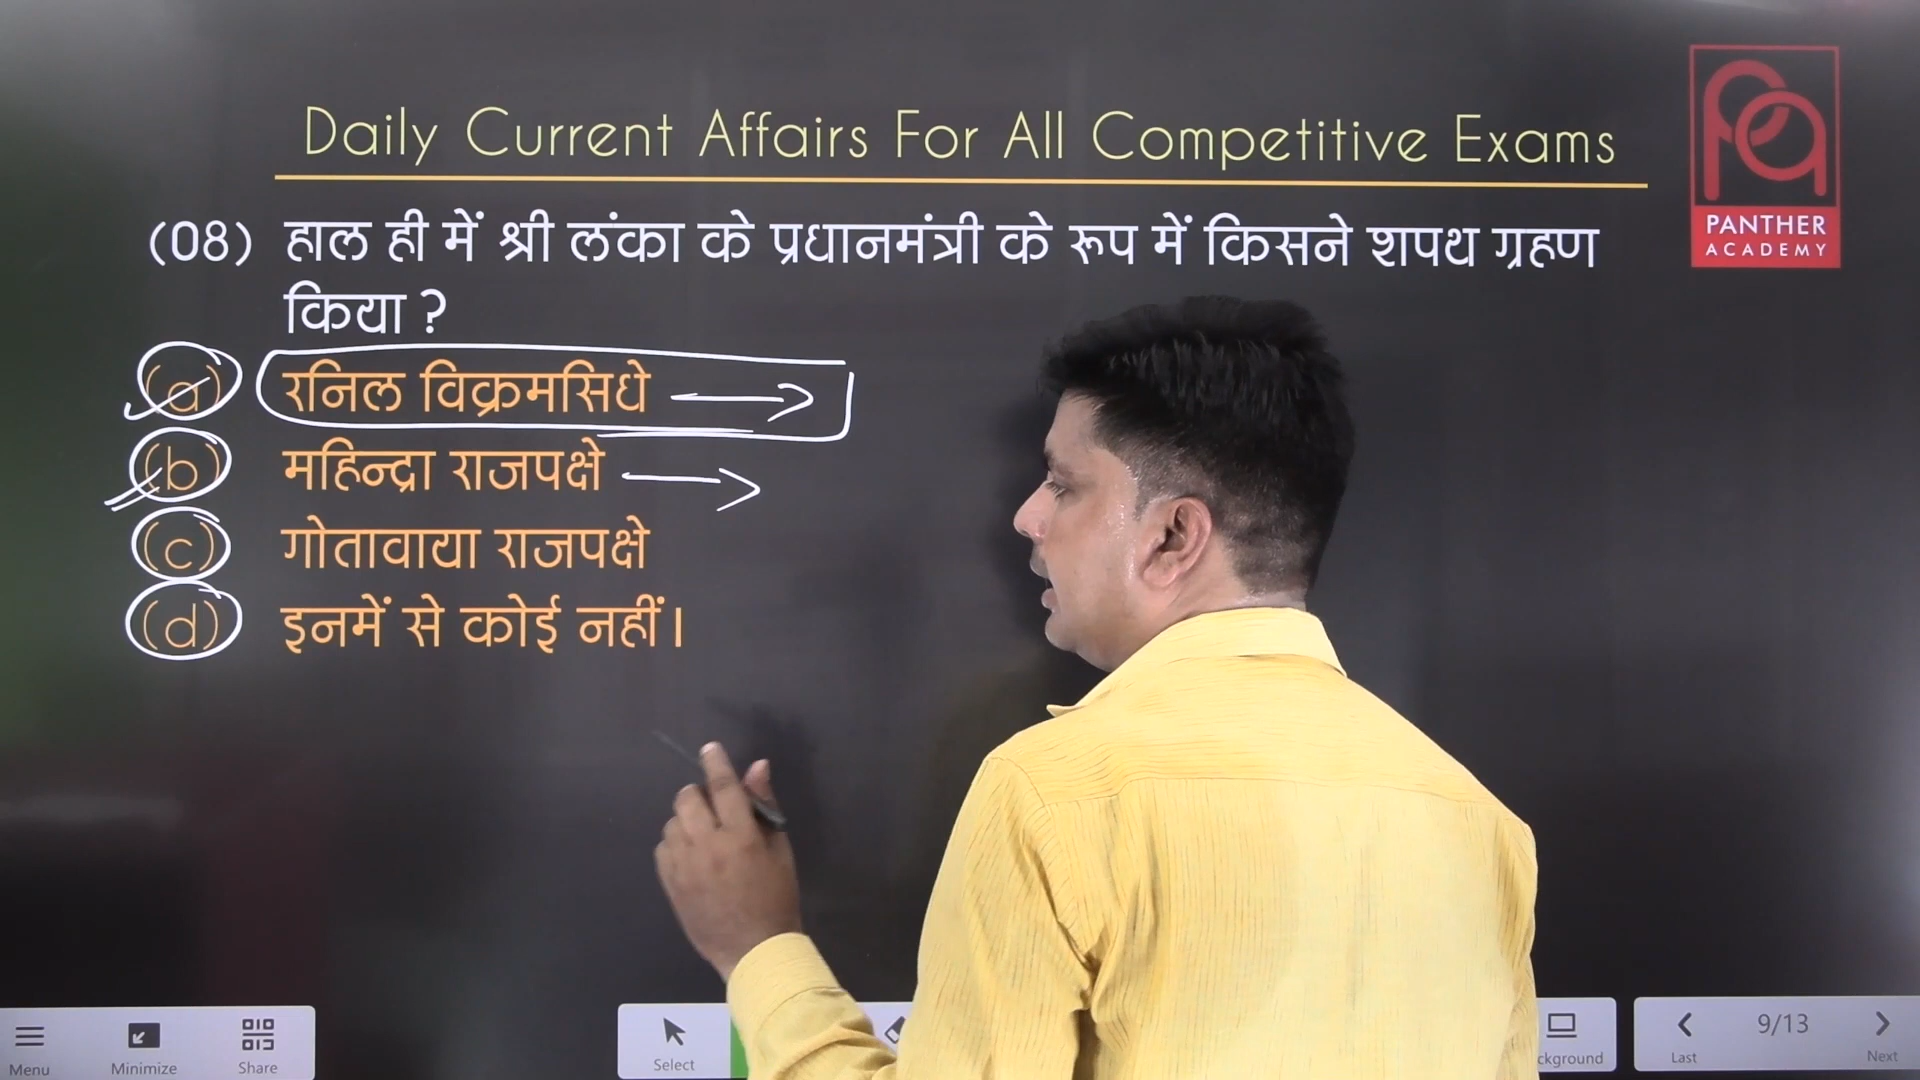 Daily Current Affairs For All Competitive Exams
PANTHER
ACADEMY
(08) हाल ही में श्री लंका के प्रधानमंत्री के रूप में किसने शपथ ग्रहण
किया ?
(a) रनिल विक्रमसिधे
(b) महिन्द्रा राजपक्षे
(c) गोतावाया राजपक्षे
(d) इनमें से कोई नहीं।
Menu Minimize Share Select ckground Last 9/13 Next